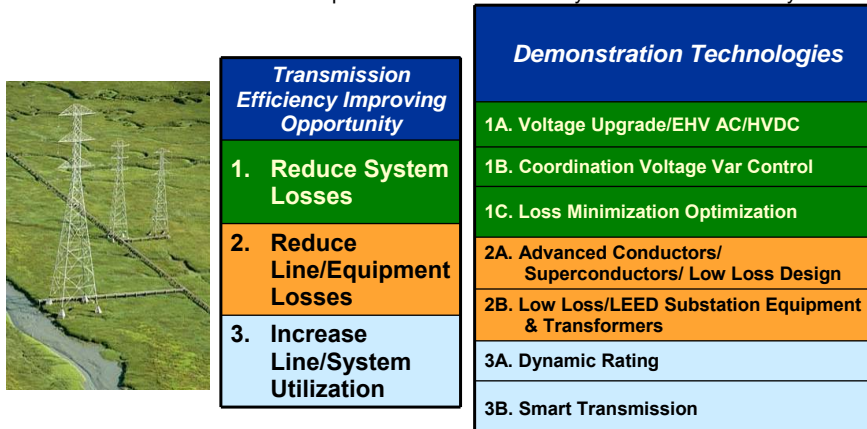 Transmission
Efficiency Improving
Opportunity
1. Reduce System
Losses
2. Reduce
Line/Equipment
Losses
3. Increase
Line/System
Utilization
Demonstration Technologies
1A. Voltage Upgrade/EHV AC/HVDC
1B. Coordination Voltage Var Control
1C. Loss Minimization Optimization
2A. Advanced Conductors/
Superconductors/ Low Loss Design
2B. Low Loss/LEED Substation Equipment
& Transformers
3A. Dynamic Rating
3B. Smart Transmission